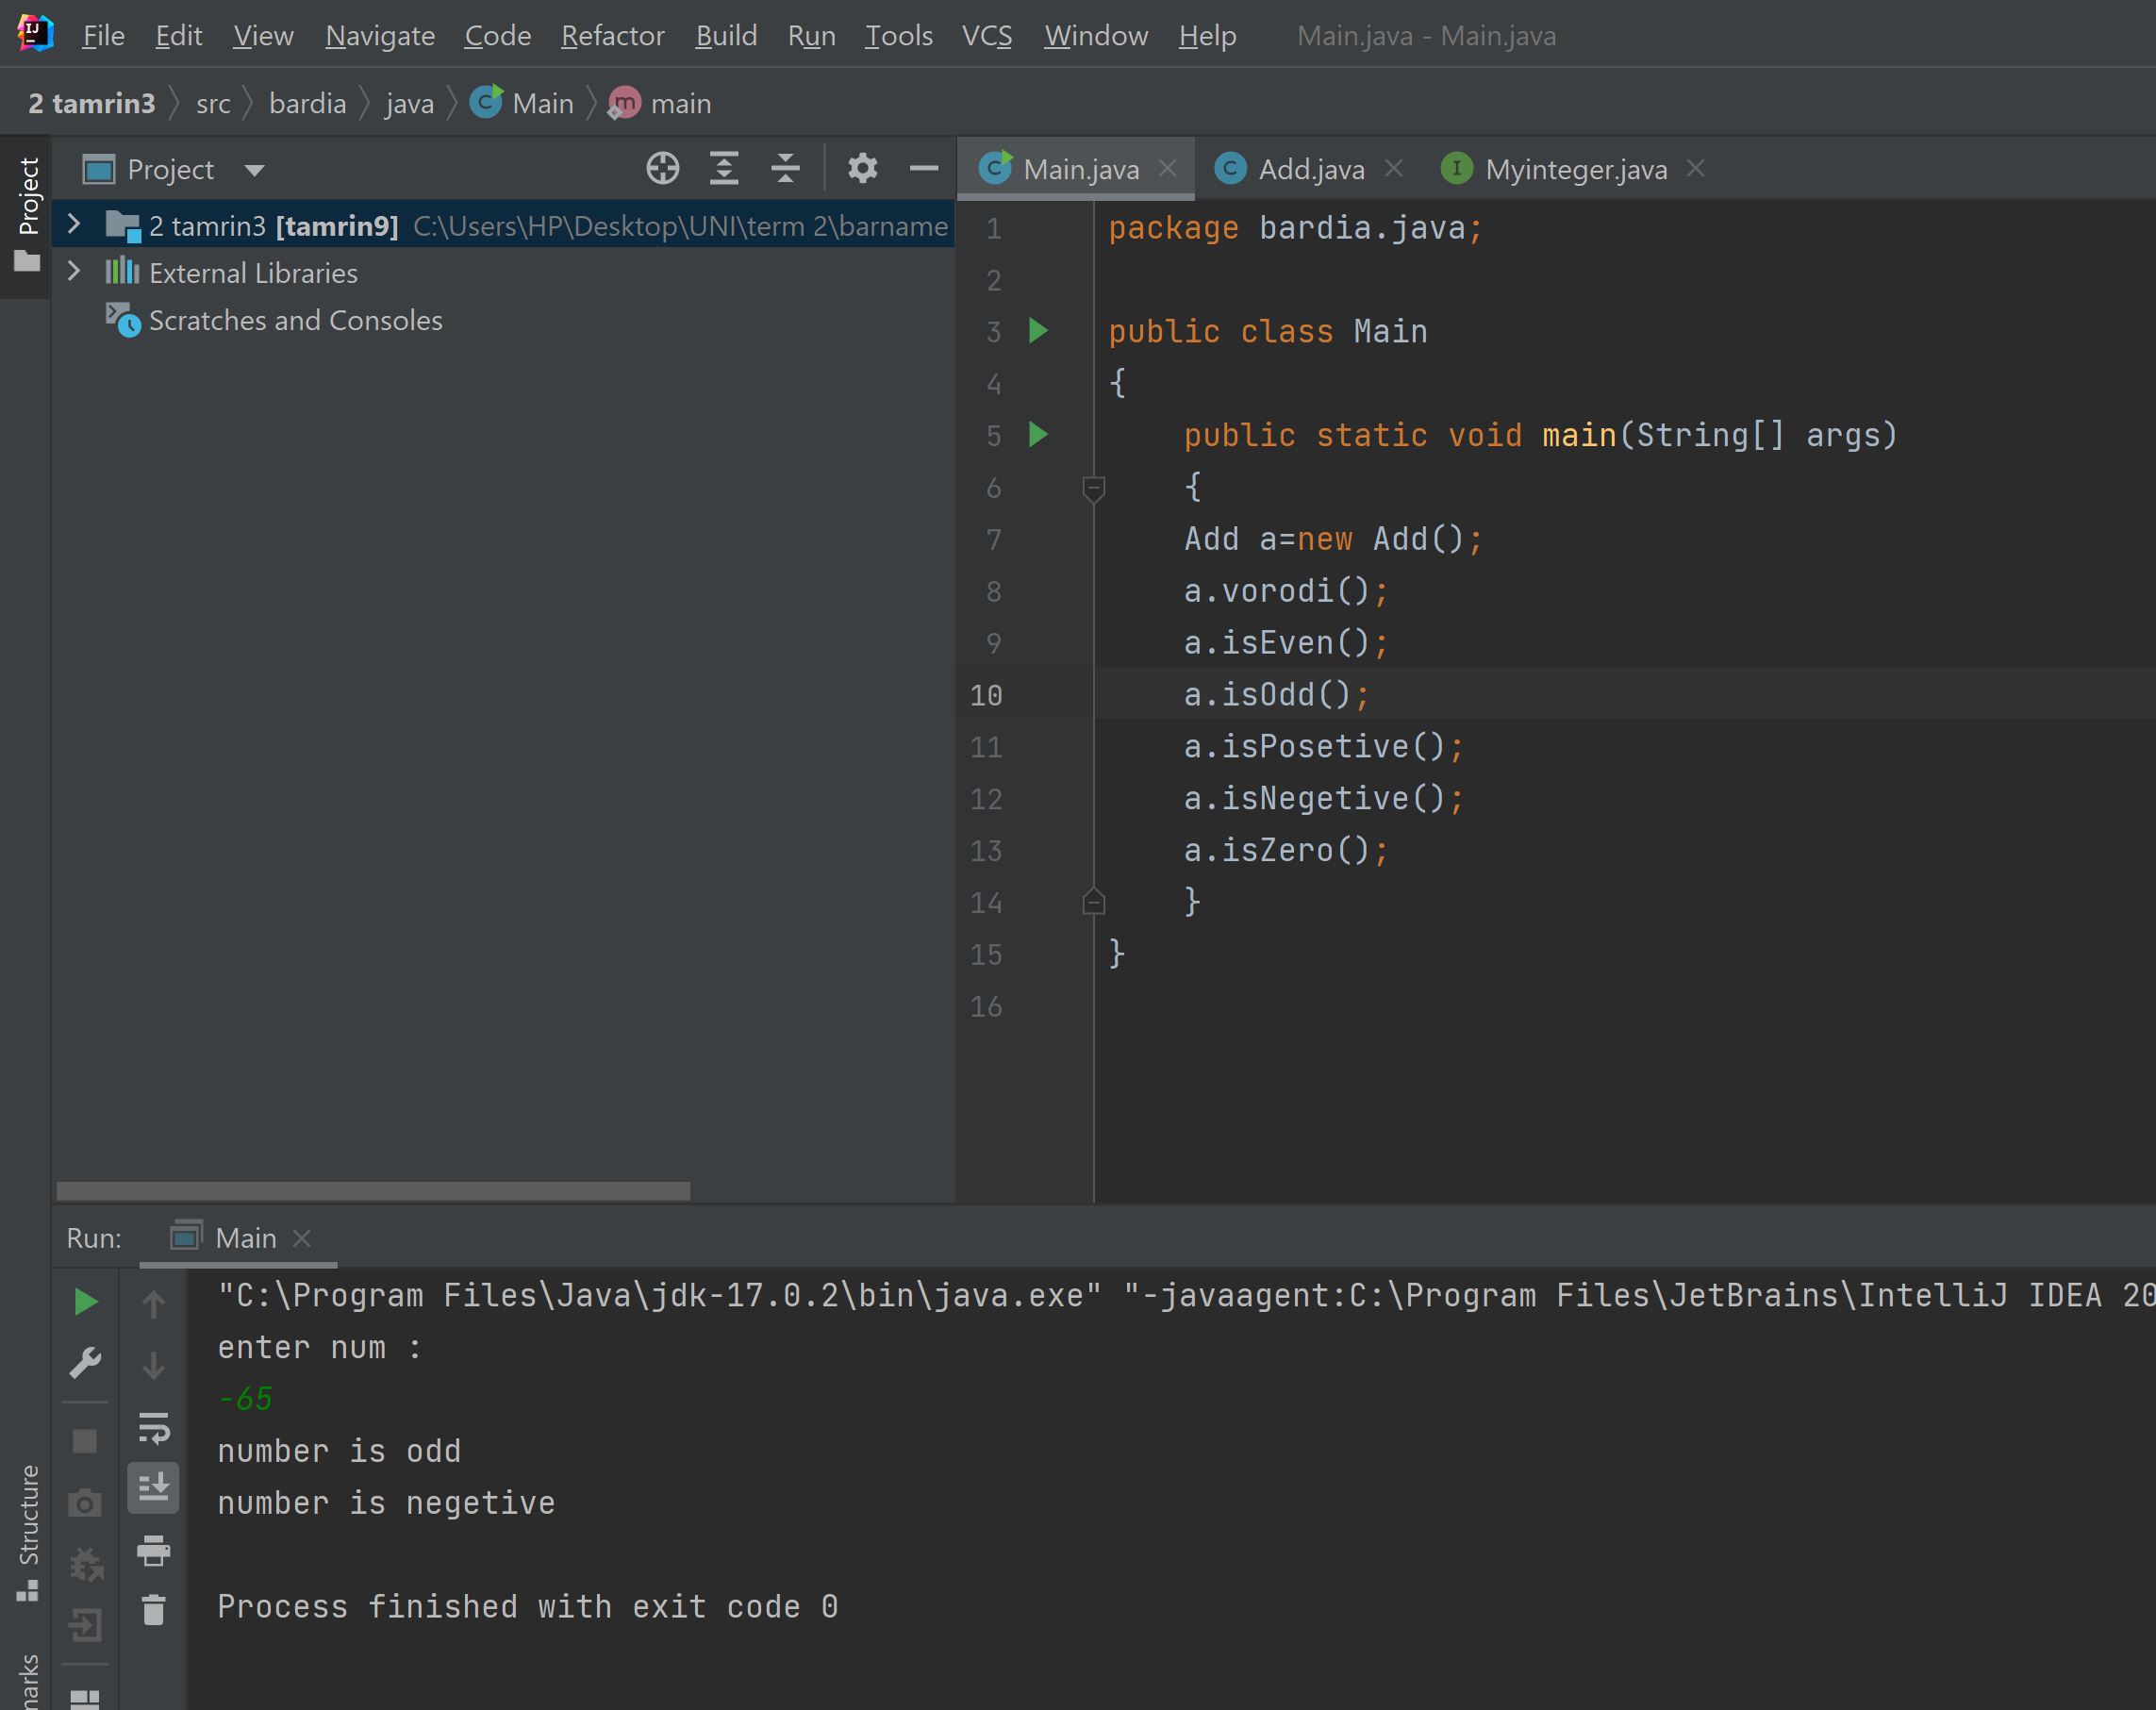 File Edit View Navigate Code Refactor Build Run Tools VCS Window Help Main.java - Main.java
2 tamrin3 src bardia java Main main
Project
Project
2 tamrin3 [tamrin9] C:\Users\HP\Desktop\UNI\term 2\barname
External Libraries
Scratches and Consoles
Main.java Add.java Myinteger.java
1 package bardia.java;
2
3 public class Main
4 {
5 public static void main(String[] args)
6 {
7 Add a=new Add();
8 a.vorodi();
9 a.isEven();
10 a.isOdd();
11 a.isPosetive();
12 a.isNegetive();
13 a.isZero();
14 }
15 }
16
Run: Main
"C:\Program Files\Java\jdk-17.0.2\bin\java.exe" "-javaagent:C:\Program Files\JetBrains\IntelliJ IDEA 20
enter num :
-65
number is odd
number is negetive
Process finished with exit code 0
Structure
marks